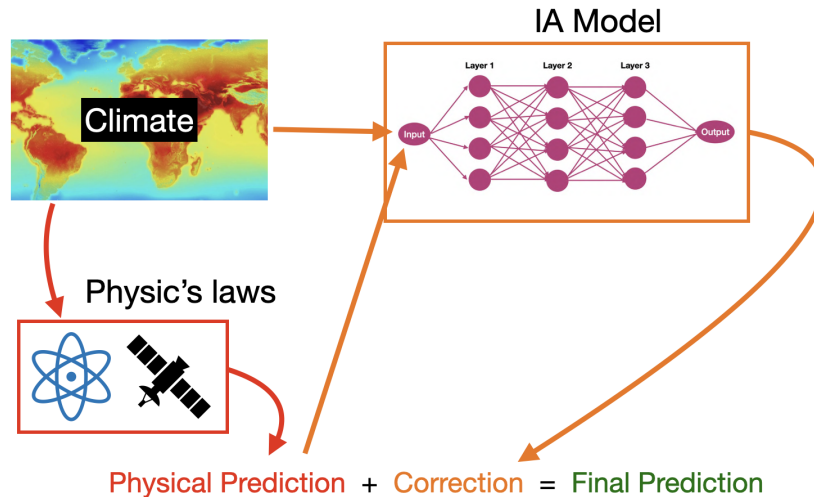 IA Model
Layer 1 Layer 2 Layer 3
Climate
Input
Output
Physic's laws
Physical Prediction + Correction = Final Prediction